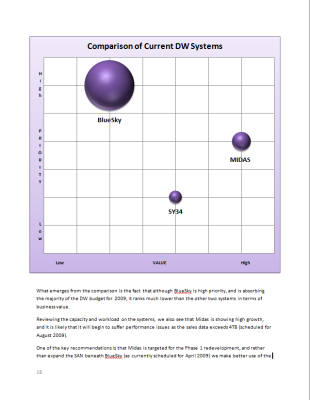 Comparison of Current DW Systems
High
PRIORITY
Low
BlueSky
MIDAS
SY34
Low VALUE High
What emerges from the comparison is the fact that although BlueSky is high priority, and is absorbing
the majority of the DW budget for 2009, it ranks much lower than the other two systems in terms of
business value.
Reviewing the capacity and workload on the systems, we also see that Midas is showing high growth,
and it is likely that it will begin to suffer performance issues as the sales data exceeds 4TB (scheduled for
August 2009).
One of the key recommendations is that Midas is targeted for the Phase 1 redevelopment, and rather
than expand the SAN beneath BlueSky (as currently scheduled for April 2009) we make better use of the